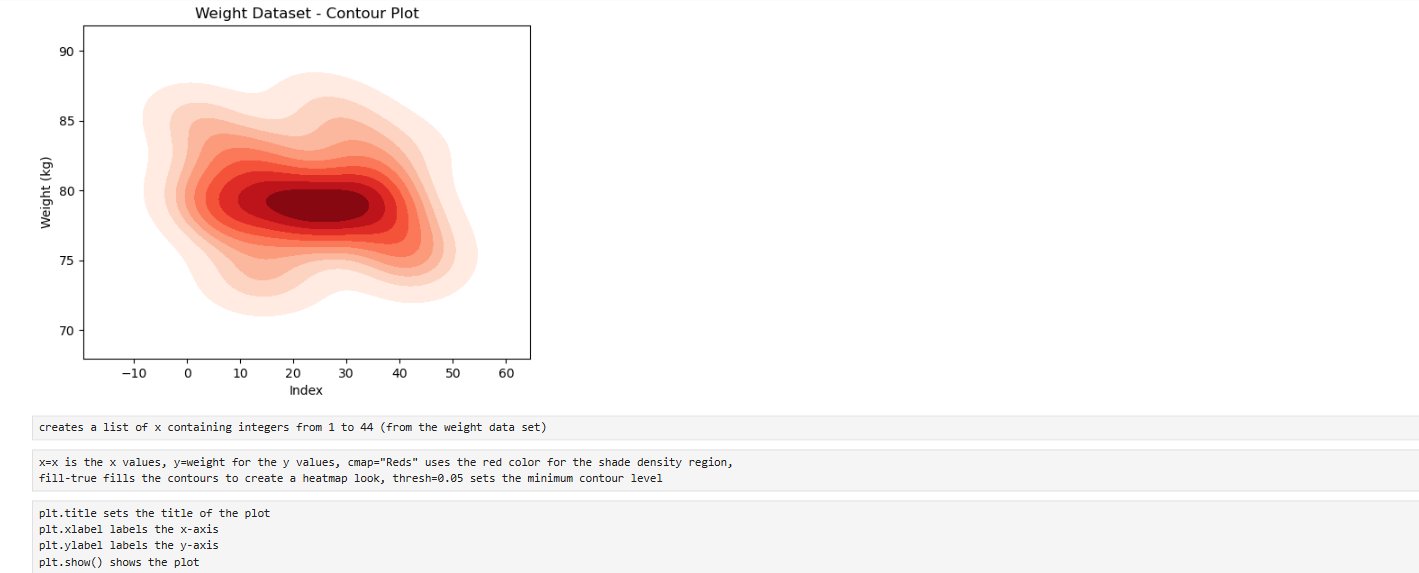 Weight Dataset - Contour Plot
90
85
80
75
70
Weight (kg)
−10 0 10 20 30 40 50 60
Index
creates a list of x containing integers from 1 to 44 (from the weight data set)
x=x is the x values, y=weight for the y values, cmap="Reds" uses the red color for the shade density region,
fill-true fills the contours to create a heatmap look, thresh=0.05 sets the minimum contour level
plt.title sets the title of the plot
plt.xlabel labels the x-axis
plt.ylabel labels the y-axis
plt.show() shows the plot